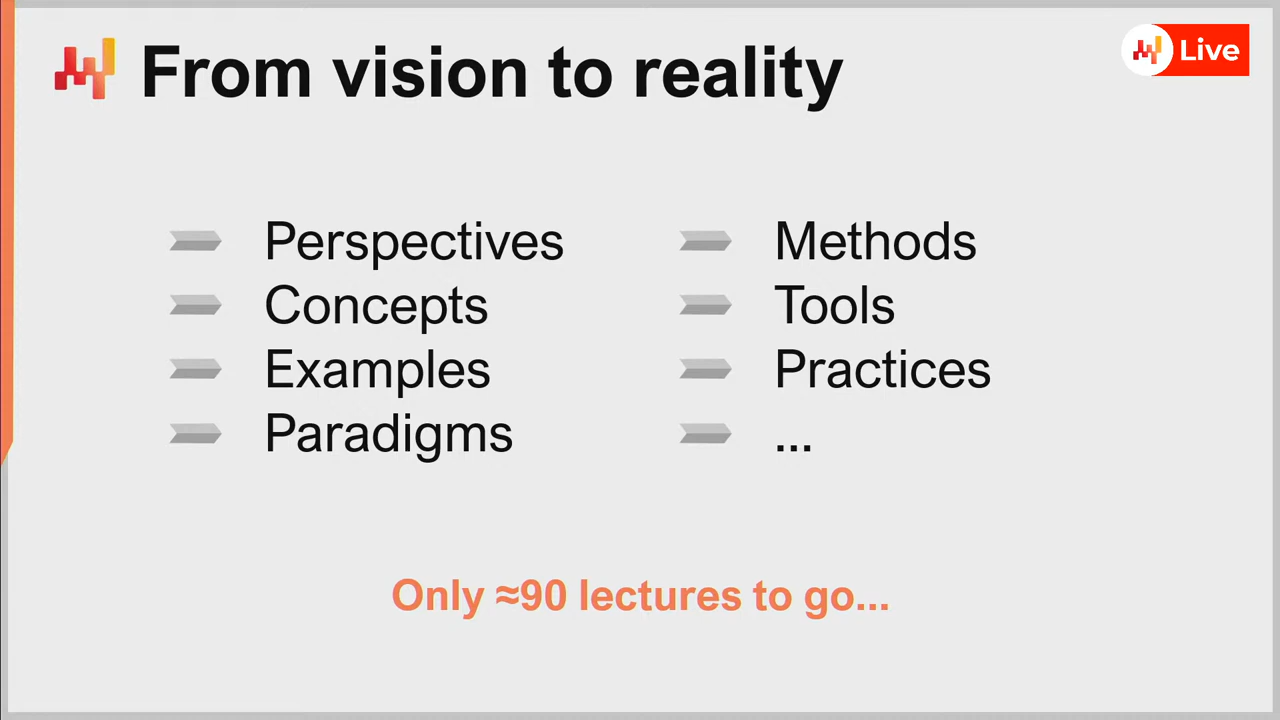 From vision to reality
Live
Perspectives
Concepts
Examples
Paradigms
Methods
Tools
Practices
...
Only ≈90 lectures to go...